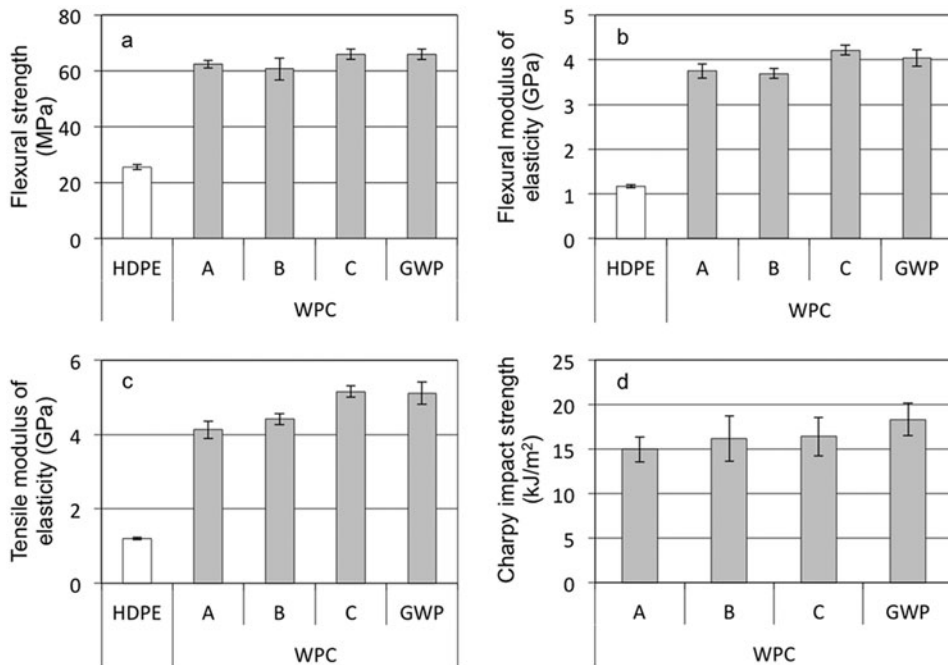 a
Flexural strength
(MPa)
80
60
40
20
0
HDPE A B C GWP
WPC
b
Flexural modulus of
elasticity (GPa)
5
4
3
2
1
0
HDPE A B C GWP
WPC
c
Tensile modulus of
elasticity (GPa)
6
4
2
0
HDPE A B C GWP
WPC
d
Charpy impact strength
(kJ/m²)
25
20
15
10
5
0
A B C GWP
WPC